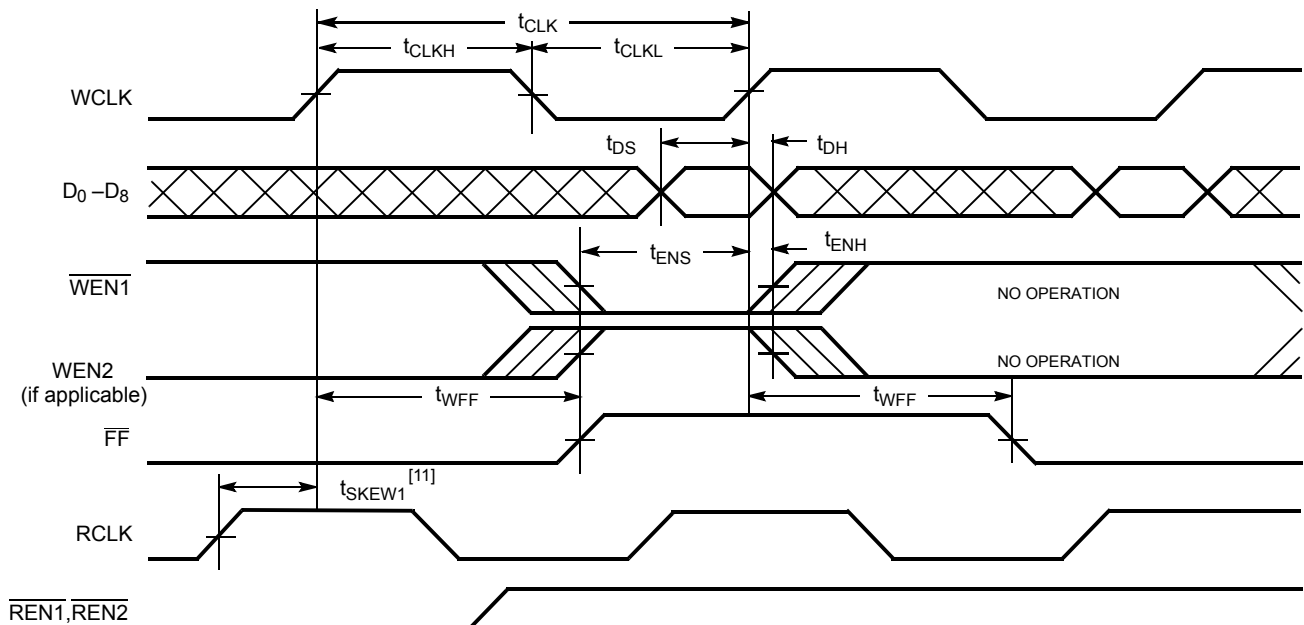 tCLK
tCLKH tCLKL
WCLK
tDS tDH
D0 –D8
tENS tENH
WEN1
NO OPERATION
WEN2
(if applicable)
NO OPERATION
tWFF tWFF
FF
tSKEW1 [11]
RCLK
REN1,REN2